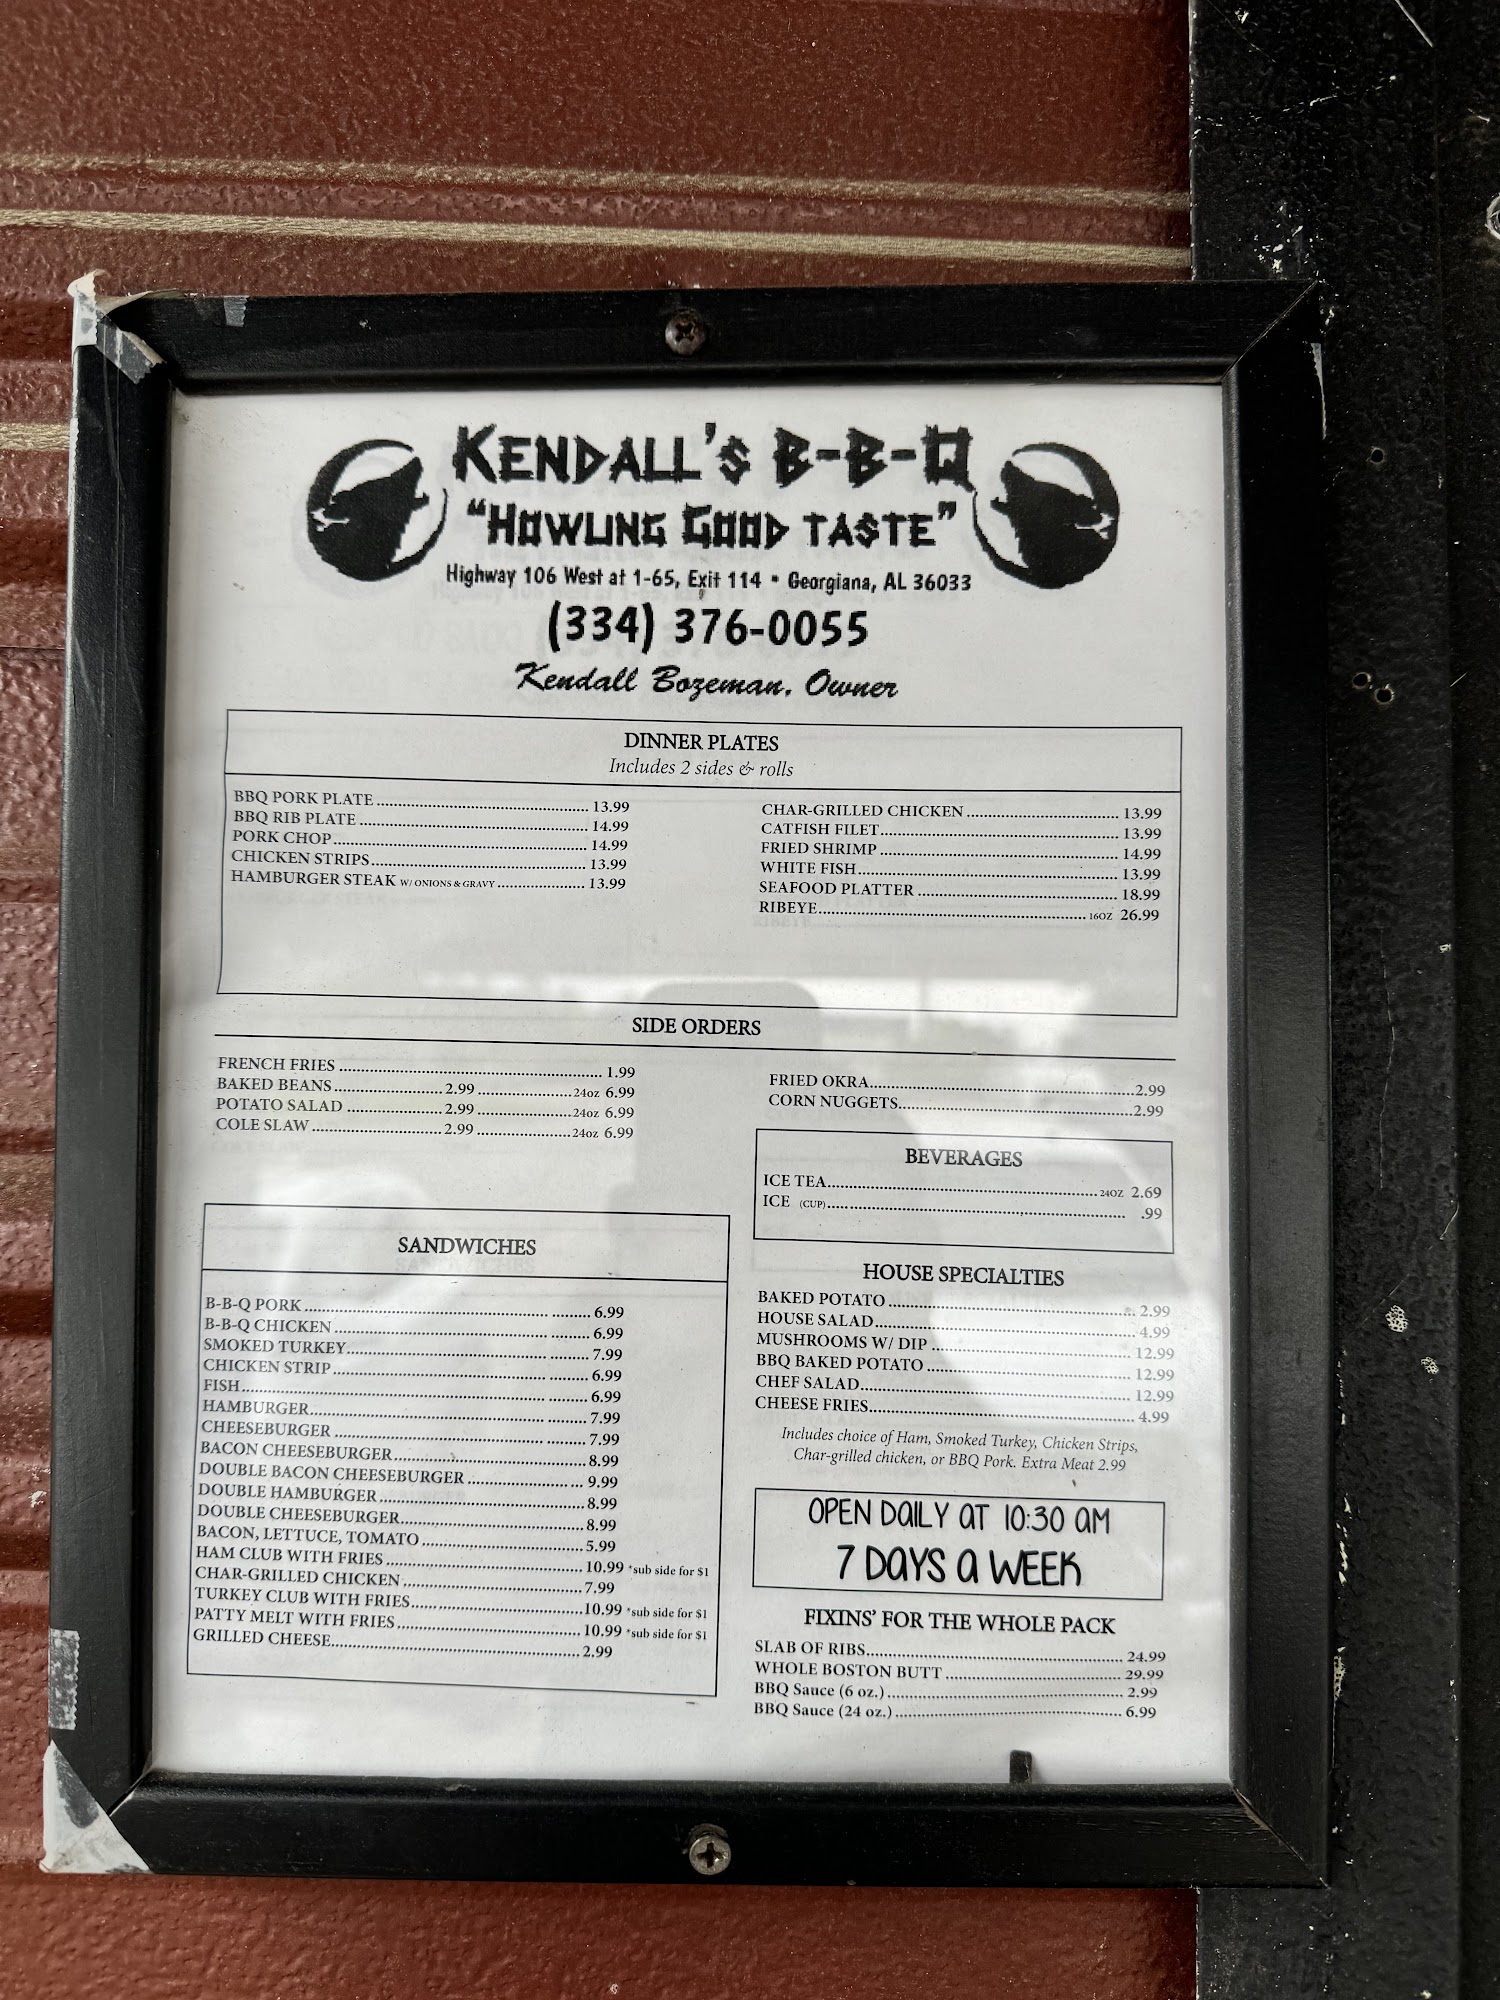 KENDALL'S B-B-Q
"HOWLING GOOD TASTE"
Highway 106 West at 1-65, Exit 114 • Georgiana, AL 36033
(334) 376-0055
Kendall Bozeman, Owner
DINNER PLATES
Includes 2 sides & rolls
BBQ PORK PLATE 13.99
BBQ RIB PLATE 14.99
PORK CHOP 14.99
CHICKEN STRIPS 13.99
HAMBURGER STEAK W/ ONIONS & GRAVY 13.99
CHAR-GRILLED CHICKEN 13.99
CATFISH FILET 13.99
FRIED SHRIMP 14.99
WHITE FISH 13.99
SEAFOOD PLATTER 18.99
RIBEYE 16OZ 26.99
SIDE ORDERS
FRENCH FRIES 1.99
BAKED BEANS 2.99 24oz 6.99
POTATO SALAD 2.99 24oz 6.99
COLE SLAW 2.99 24oz 6.99
FRIED OKRA 2.99
CORN NUGGETS 2.99
BEVERAGES
ICE TEA 24OZ 2.69
ICE (CUP) .99
SANDWICHES
B-B-Q PORK 6.99
B-B-Q CHICKEN 6.99
SMOKED TURKEY 7.99
CHICKEN STRIP 6.99
FISH 6.99
HAMBURGER 7.99
CHEESEBURGER 7.99
BACON CHEESEBURGER 8.99
DOUBLE BACON CHEESEBURGER 9.99
DOUBLE HAMBURGER 8.99
DOUBLE CHEESEBURGER 8.99
BACON, LETTUCE, TOMATO 5.99
HAM CLUB WITH FRIES 10.99 *sub side for $1
CHAR-GRILLED CHICKEN 7.99
TURKEY CLUB WITH FRIES 10.99 *sub side for $1
PATTY MELT WITH FRIES 10.99 *sub side for $1
GRILLED CHEESE 2.99
HOUSE SPECIALTIES
BAKED POTATO 2.99
HOUSE SALAD 4.99
MUSHROOMS W/ DIP 12.99
BBQ BAKED POTATO 12.99
CHEF SALAD 12.99
CHEESE FRIES 4.99
Includes choice of Ham, Smoked Turkey, Chicken Strips,
Char-grilled chicken, or BBQ Pork. Extra Meat 2.99
OPEN DAILY AT 10:30 AM
7 DAYS A WEEK
FIXINS' FOR THE WHOLE PACK
SLAB OF RIBS 24.99
WHOLE BOSTON BUTT 29.99
BBQ Sauce (6 oz.) 2.99
BBQ Sauce (24 oz.) 6.99